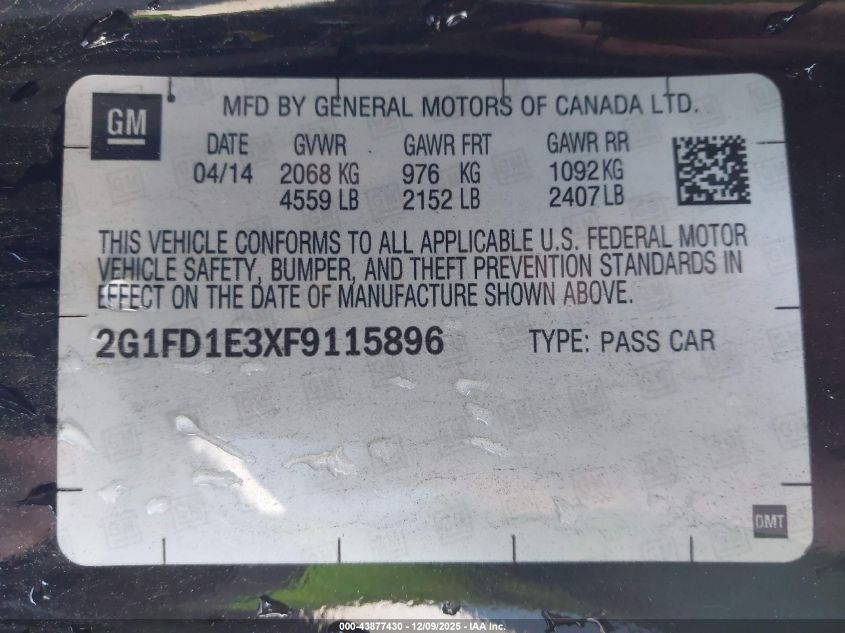 GM
MFD BY GENERAL MOTORS OF CANADA LTD.
DATE GVWR GAWR FRT GAWR RR
04/14 2068 KG 976 KG 1092 KG
4559 LB 2152 LB 2407 LB
THIS VEHICLE CONFORMS TO ALL APPLICABLE U.S. FEDERAL MOTOR
VEHICLE SAFETY, BUMPER, AND THEFT PREVENTION STANDARDS IN
EFFECT ON THE DATE OF MANUFACTURE SHOWN ABOVE.
2G1FD1E3XF9115896 TYPE: PASS CAR
DMT
000-43877430 - 12/09/2025 - IAA Inc.